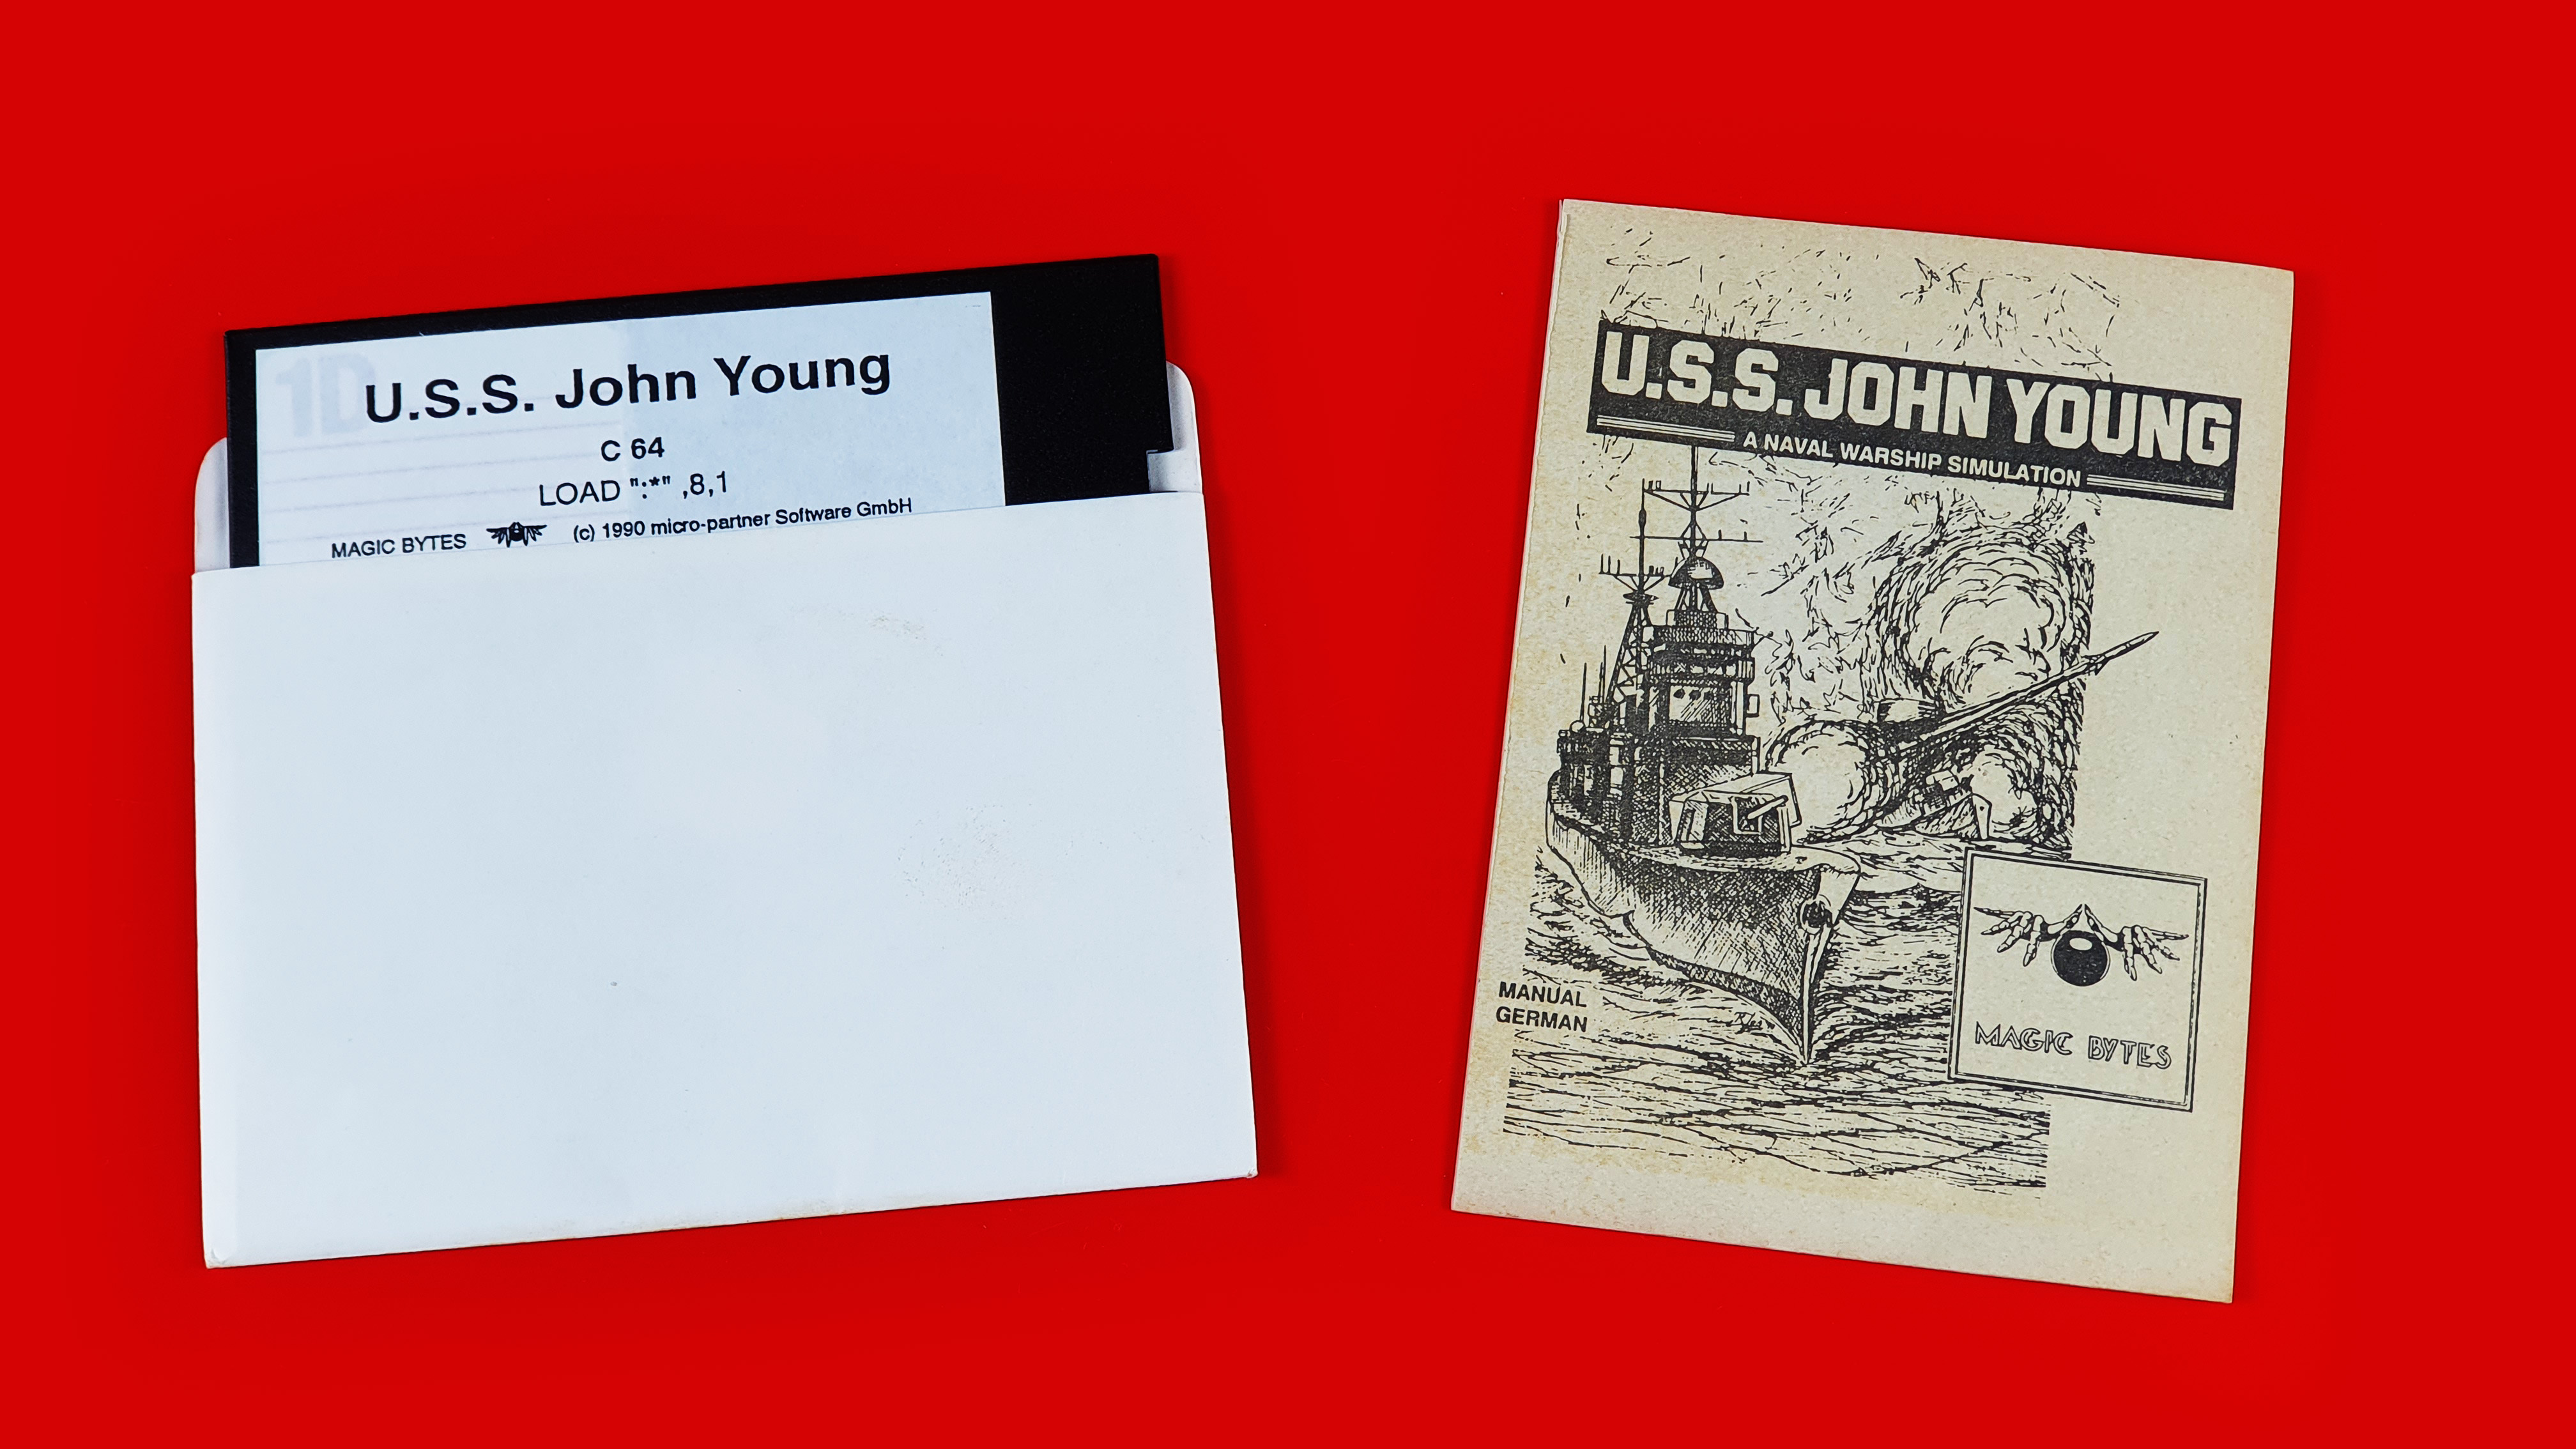 1D
U.S.S. John Young
C 64
LOAD ":*" ,8,1
MAGIC BYTES (c) 1990 micro-partner Software GmbH
U.S.S. JOHN YOUNG
A NAVAL WARSHIP SIMULATION
MANUAL
GERMAN
MAGIC BYTES